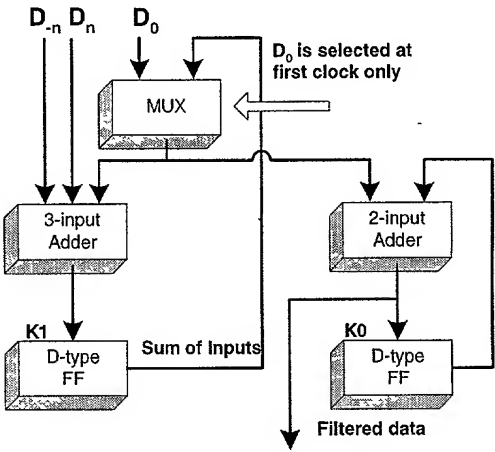 D-n Dn D0
D0 is selected at
first clock only
MUX
3-input
Adder
2-input
Adder
K1
D-type
FF
Sum of Inputs
K0
D-type
FF
Filtered data